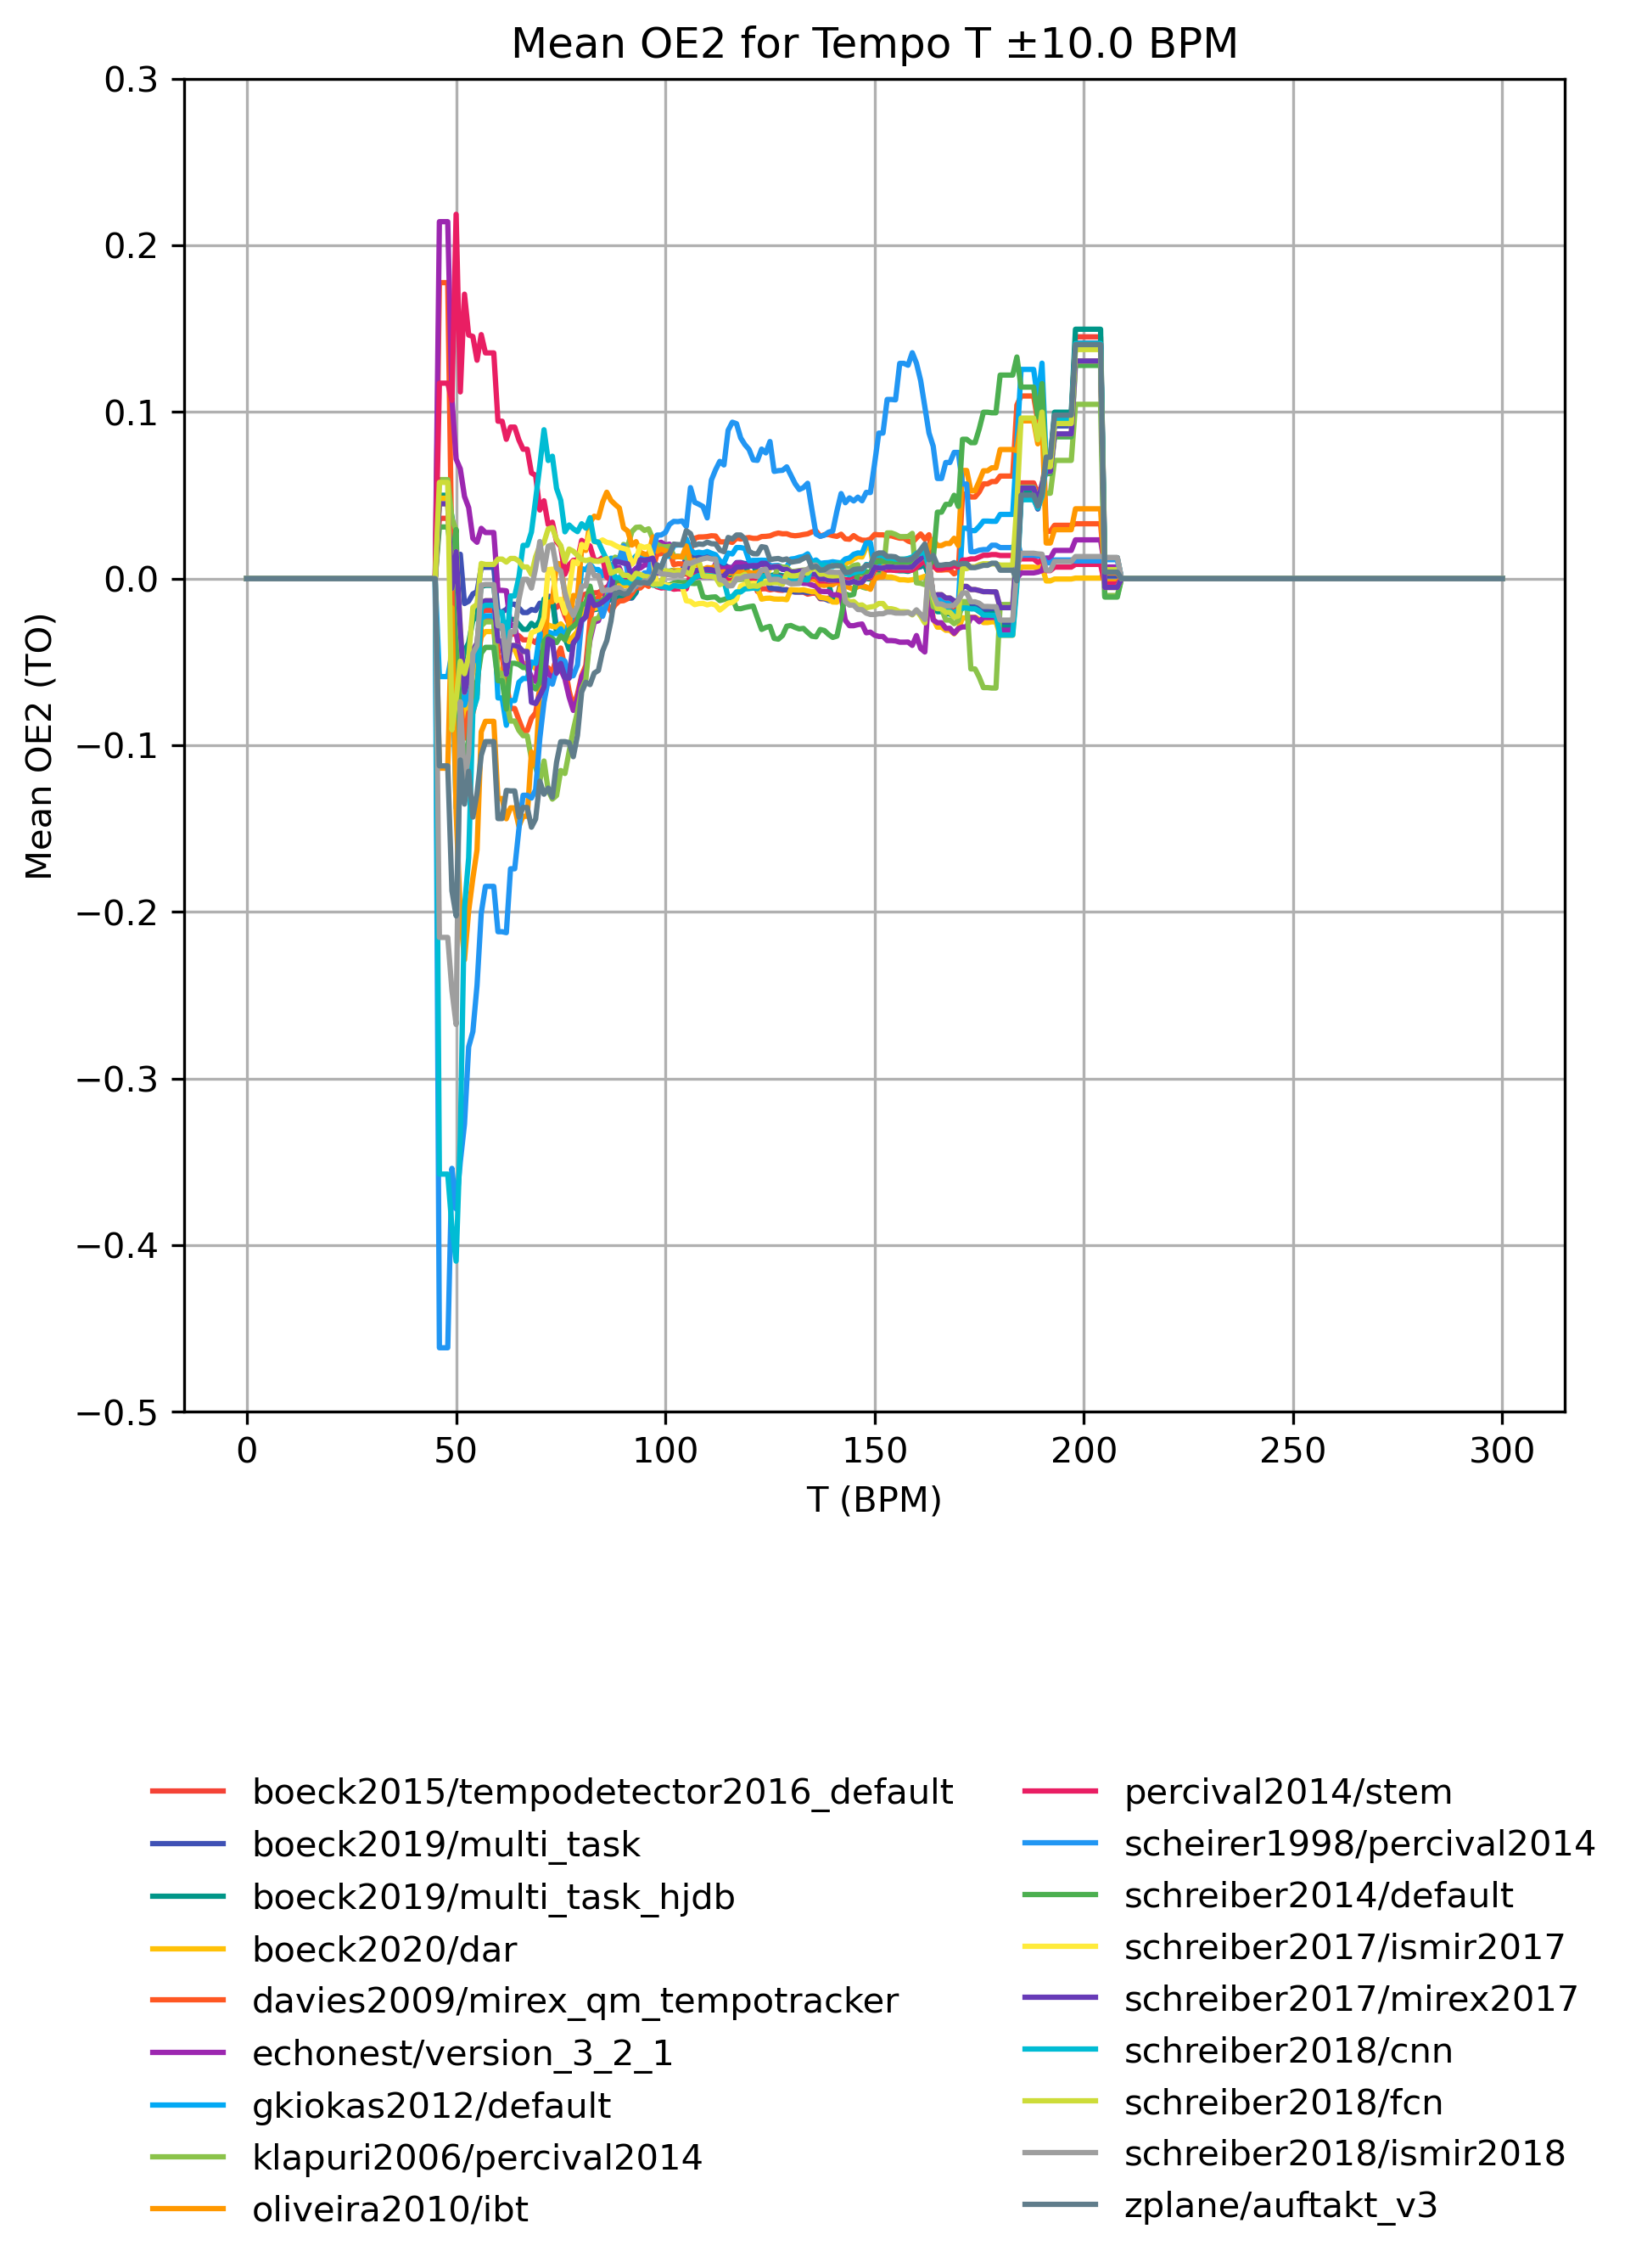 Mean OE2 for Tempo T ±10.0 BPM
0.3
0.2
0.1
0.0
−0.1
−0.2
−0.3
−0.4
−0.5
Mean OE2 (TO)
0 50 100 150 200 250 300
T (BPM)
boeck2015/tempodetector2016_default
boeck2019/multi_task
boeck2019/multi_task_hjdb
boeck2020/dar
davies2009/mirex_qm_tempotracker
echonest/version_3_2_1
gkiokas2012/default
klapuri2006/percival2014
oliveira2010/ibt
percival2014/stem
scheirer1998/percival2014
schreiber2014/default
schreiber2017/ismir2017
schreiber2017/mirex2017
schreiber2018/cnn
schreiber2018/fcn
schreiber2018/ismir2018
zplane/auftakt_v3